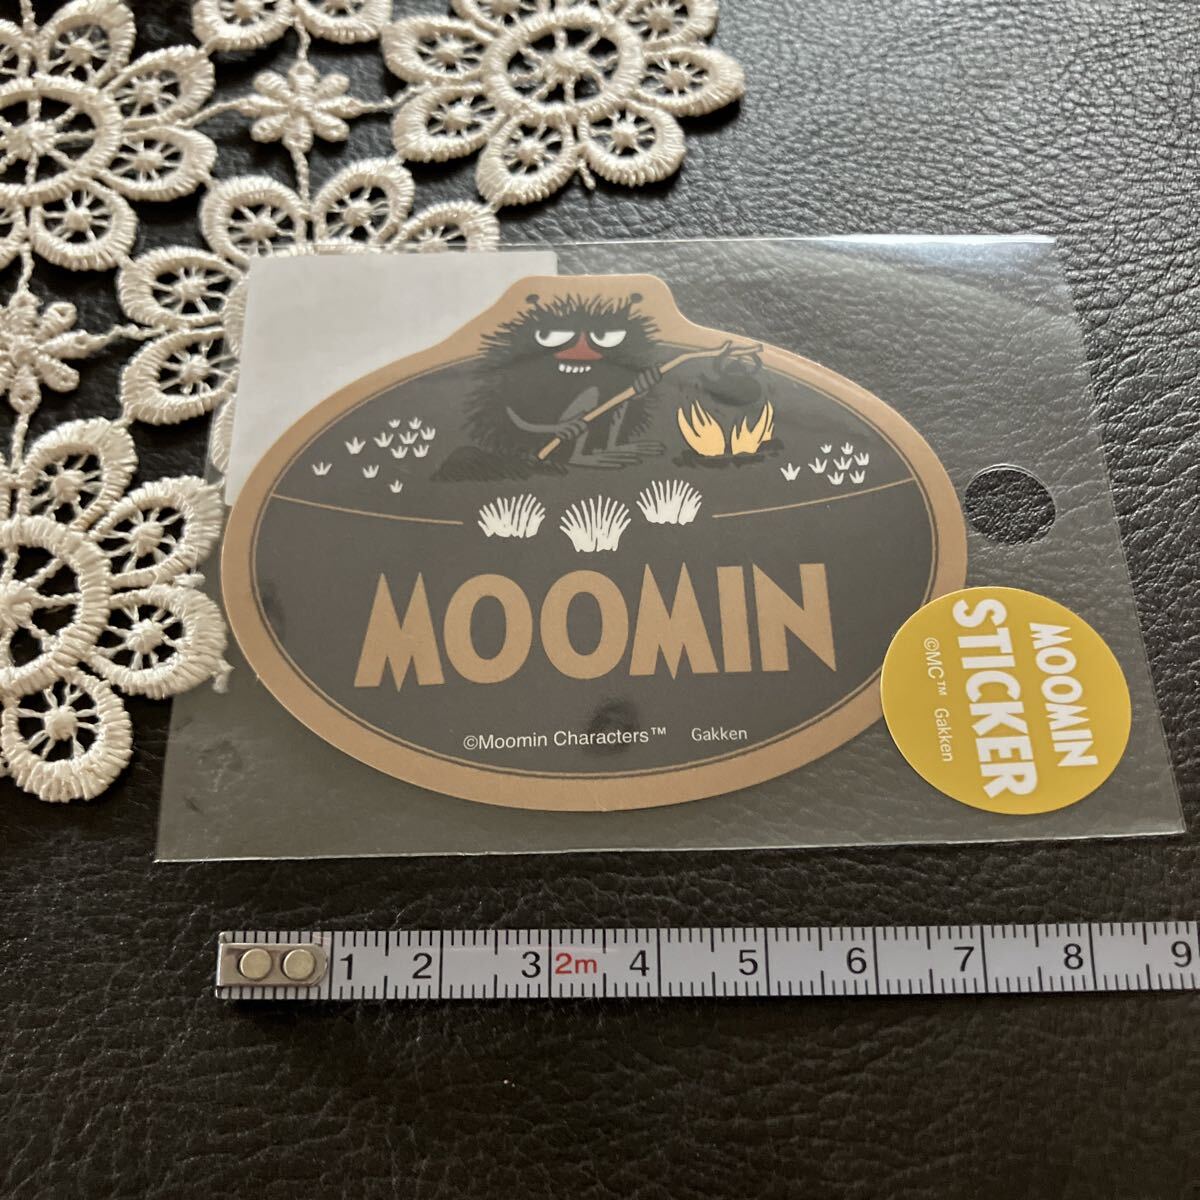 MOOMIN
©Moomin Characters™ Gakken
MOOMIN
STICKER
©MC™ Gakken
1 2 3 2m 4 5 6 7 8 9